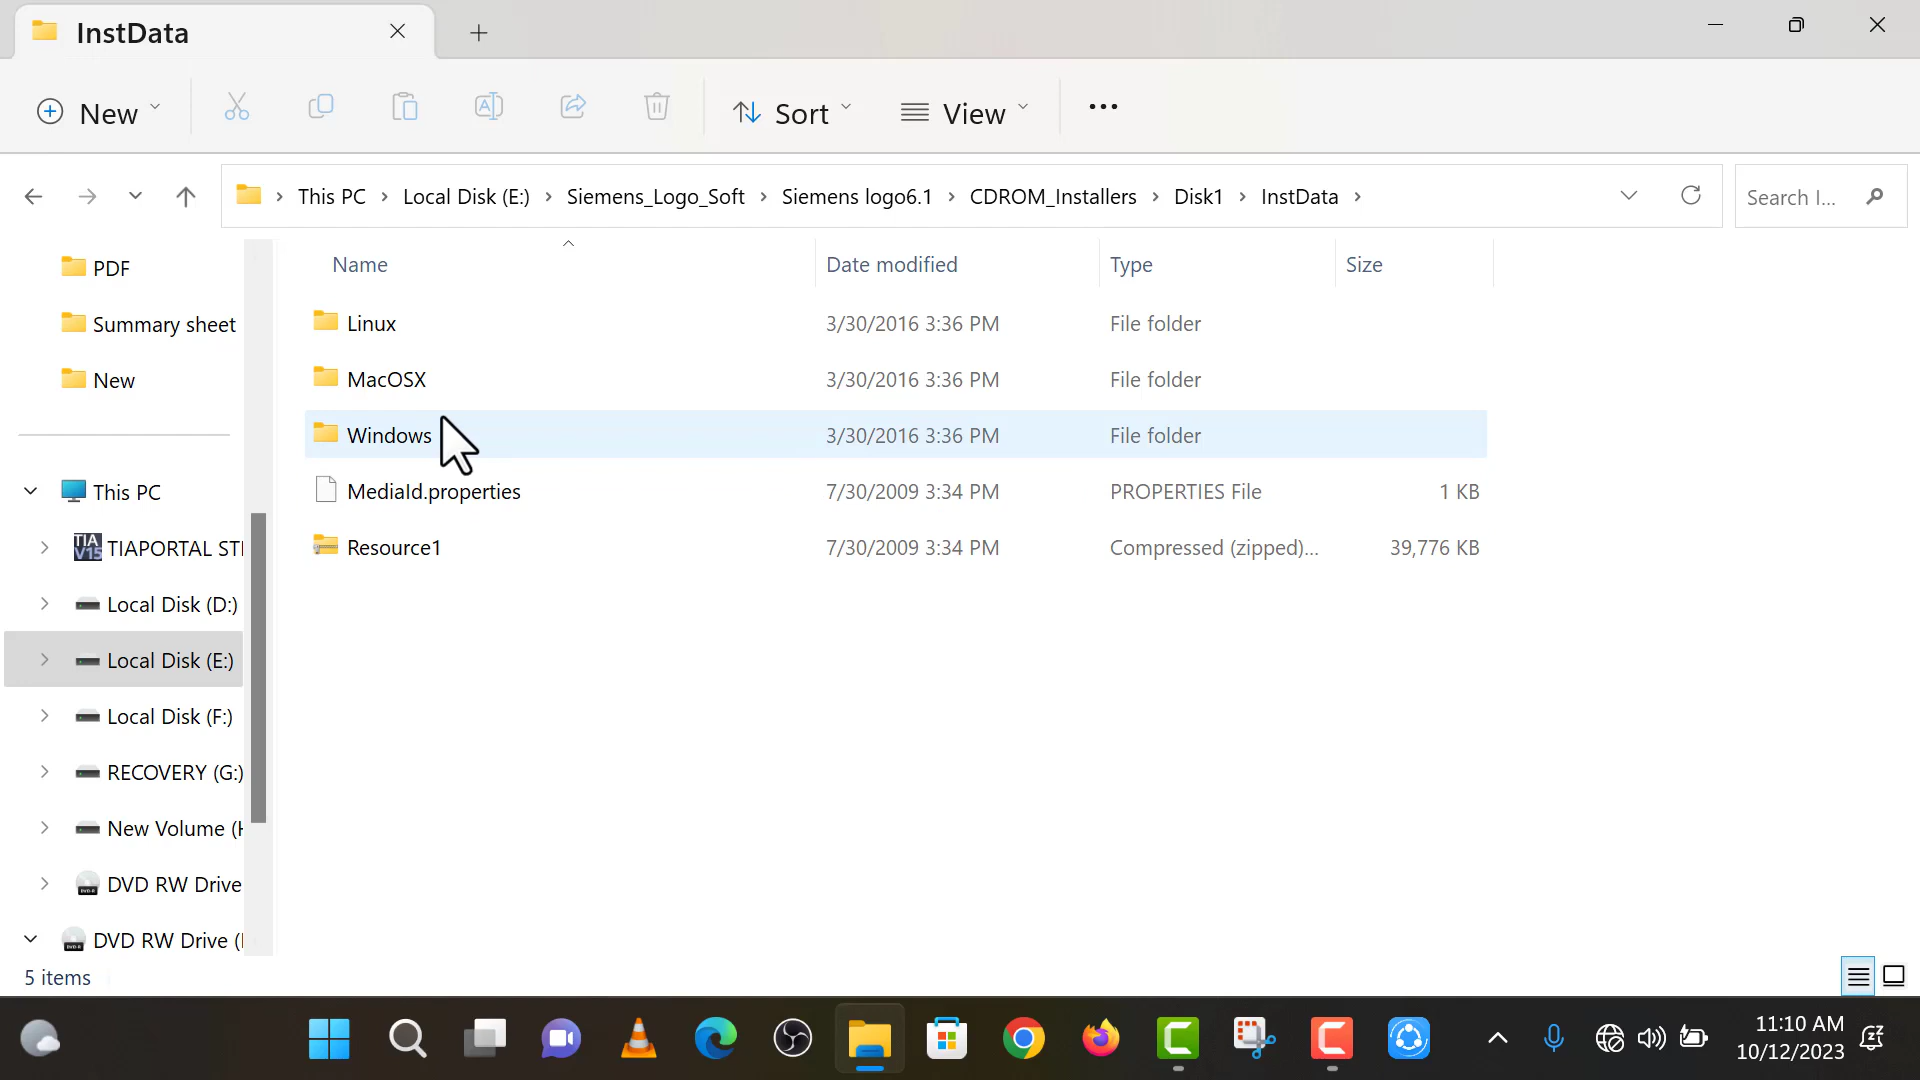 InstData
New
Sort
View
This PC > Local Disk (E:) > Siemens_Logo_Soft > Siemens logo6.1 > CDROM_Installers > Disk1 > InstData >
Search I...
PDF
Summary sheet
New
This PC
TIA V15
TIAPORTAL STI
Local Disk (D:)
Local Disk (E:)
Local Disk (F:)
RECOVERY (G:)
New Volume (H
DVD RW Drive
DVD RW Drive (
Name Date modified Type Size
Linux 3/30/2016 3:36 PM File folder
MacOSX 3/30/2016 3:36 PM File folder
Windows 3/30/2016 3:36 PM File folder
MediaId.properties 7/30/2009 3:34 PM PROPERTIES File 1 KB
Resource1 7/30/2009 3:34 PM Compressed (zipped)... 39,776 KB
5 items
11:10 AM
10/12/2023